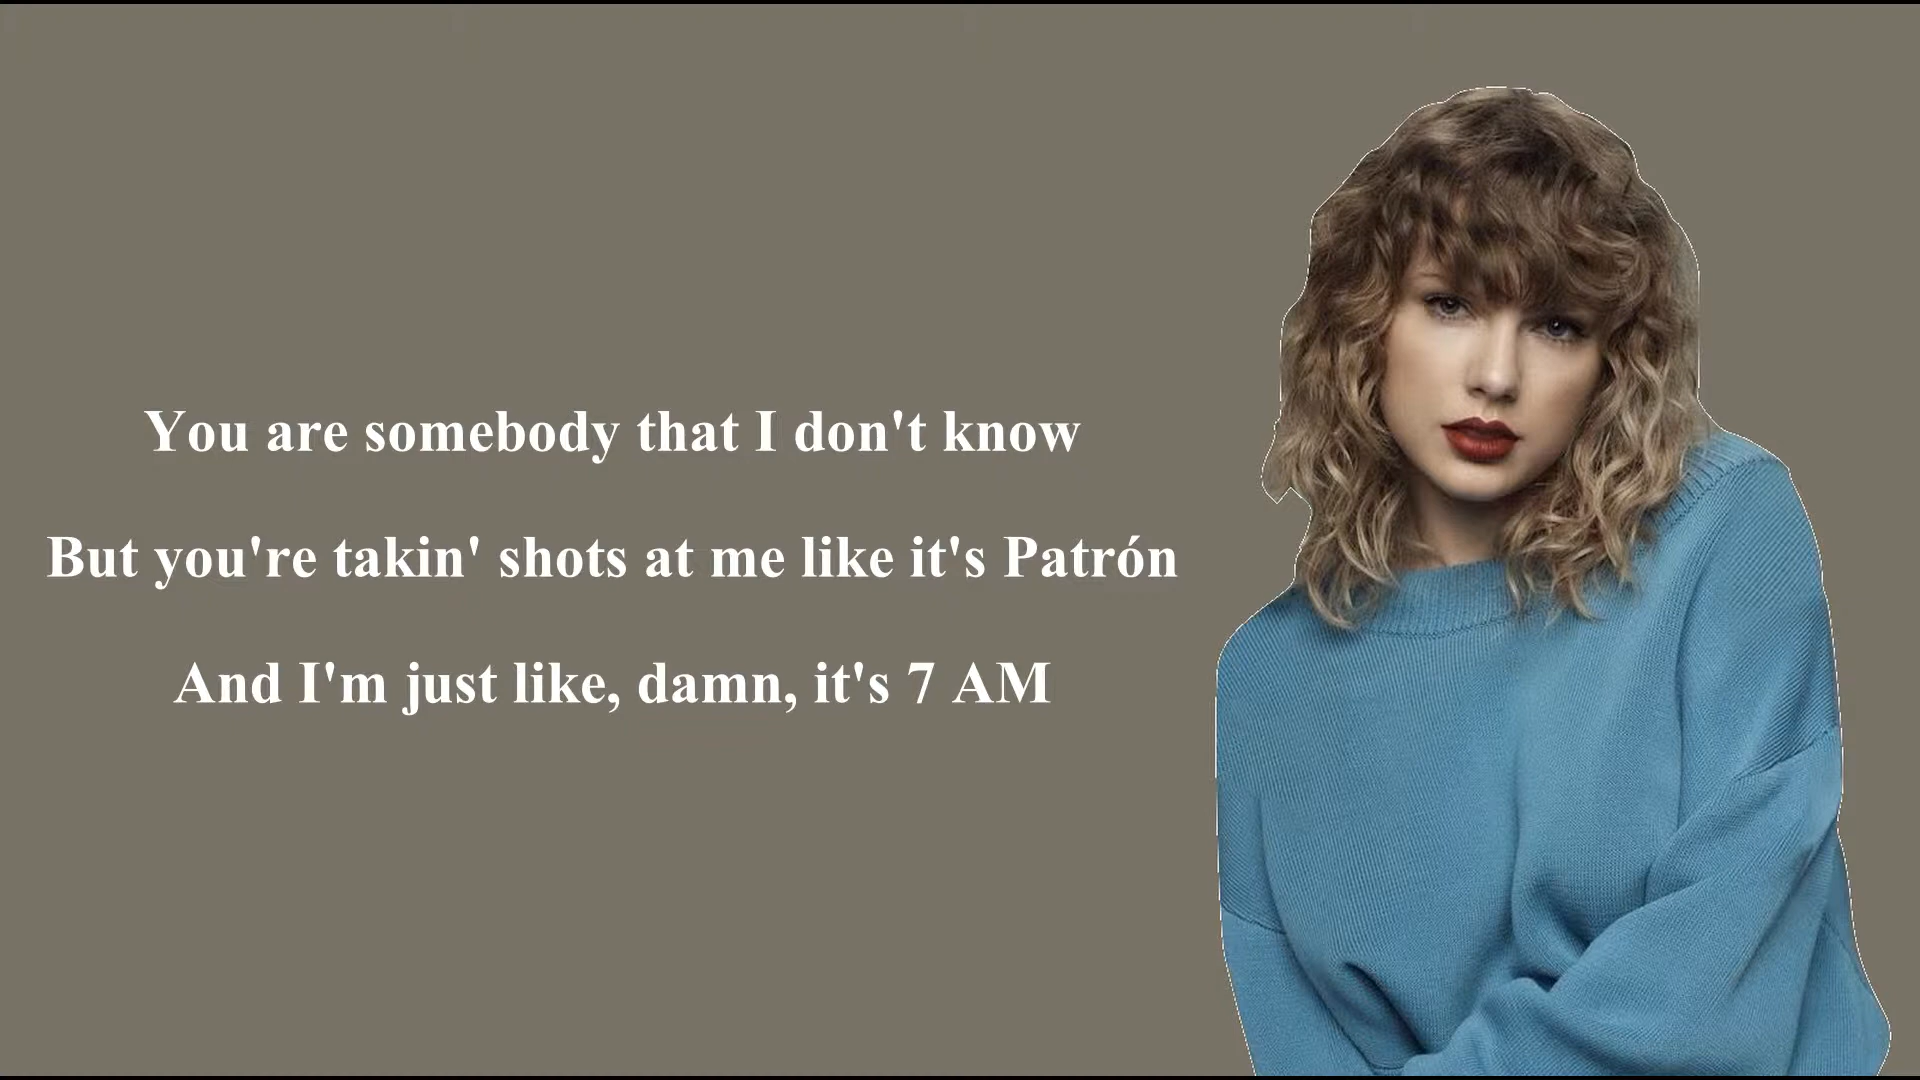 You are somebody that I don't know
But you're takin' shots at me like it's Patrón
And I'm just like, damn, it's 7 AM